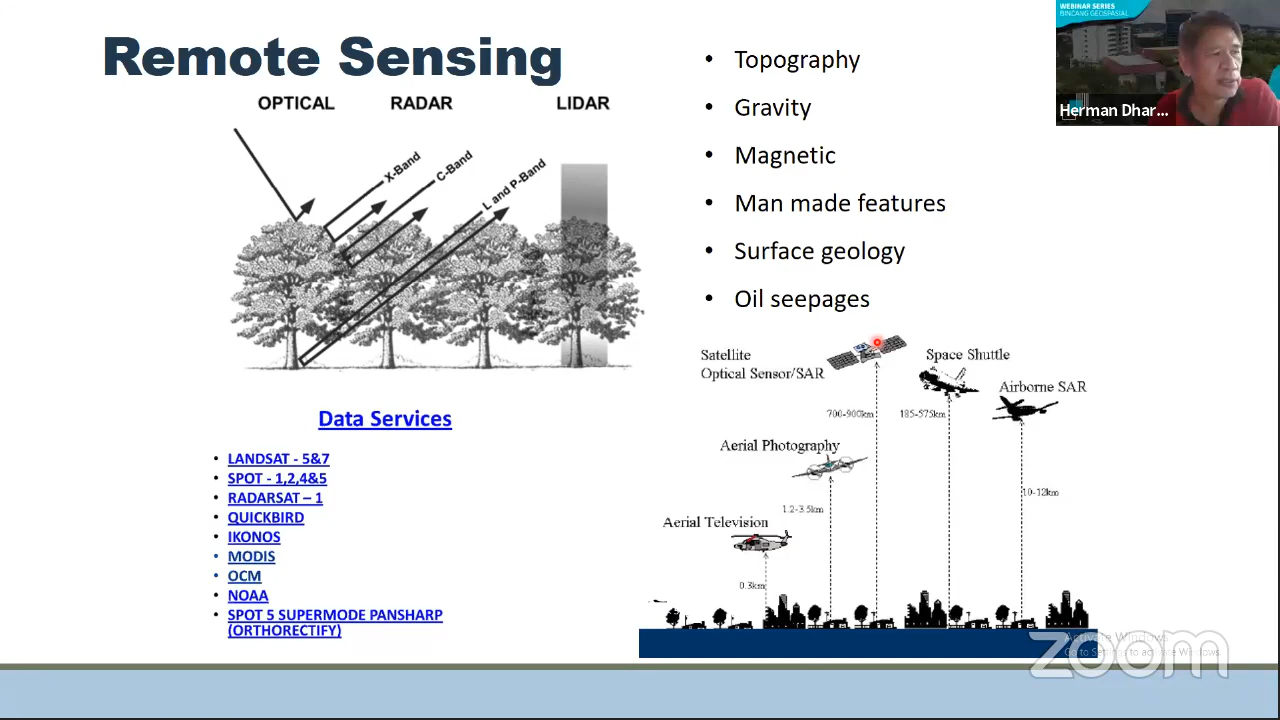 Remote Sensing
OPTICAL
RADAR
LIDAR
X-Band
C-Band
L and P-Band
Data Services
• LANDSAT - 5&7
• SPOT - 1,2,4&5
• RADARSAT – 1
• QUICKBIRD
• IKONOS
• MODIS
• OCM
• NOAA
• SPOT 5 SUPERMODE PANSHARP
(ORTHORECTIFY)
• Topography
• Gravity
• Magnetic
• Man made features
• Surface geology
• Oil seepages
Satellite
Optical Sensor/SAR
Space Shuttle
Airborne SAR
700-900km
185-575km
Aerial Photography
10-12km
1.2-3.5km
Aerial Television
0.3km
WEBINAR SERIES
BINCANG GEOSPASIAL
Herman Dhar...
Activate Windows
Go to Settings to activate Windows.
zoom